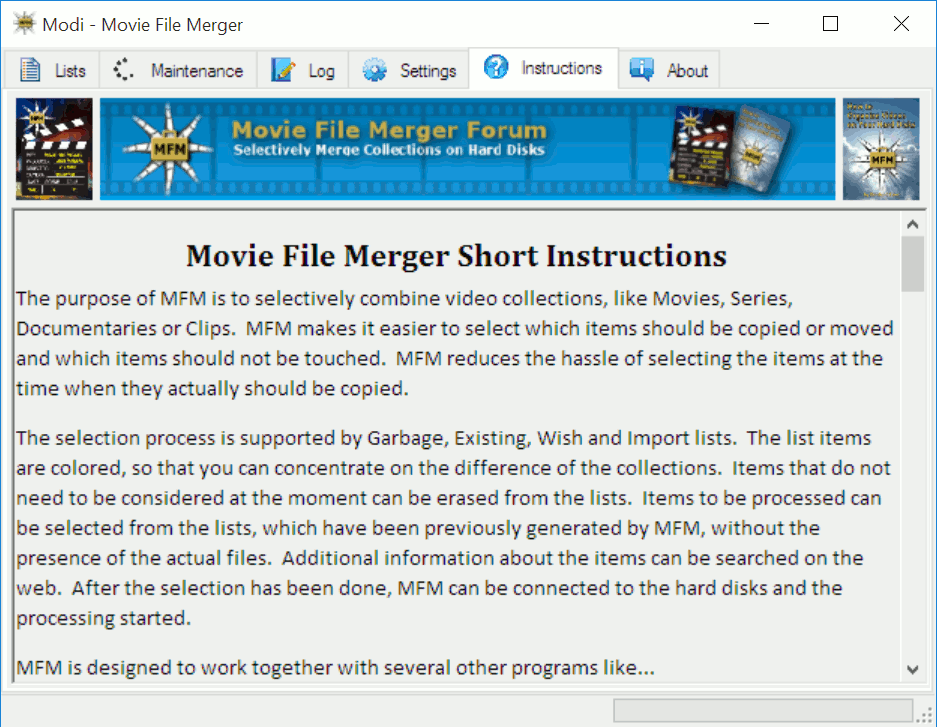 Modi - Movie File Merger
Lists
Maintenance
Log
Settings
Instructions
About
MFM
MFM
Movie File Merger Forum
Selectively Merge Collections on Hard Disks
MFM
MFM
MFM
Movie File Merger Short Instructions
The purpose of MFM is to selectively combine video collections, like Movies, Series,
Documentaries or Clips.  MFM makes it easier to select which items should be copied or moved
and which items should not be touched.  MFM reduces the hassle of selecting the items at the
time when they actually should be copied.
The selection process is supported by Garbage, Existing, Wish and Import lists.  The list items
are colored, so that you can concentrate on the difference of the collections.  Items that do not
need to be considered at the moment can be erased from the lists.  Items to be processed can
be selected from the lists, which have been previously generated by MFM, without the
presence of the actual files.  Additional information about the items can be searched on the
web.  After the selection has been done, MFM can be connected to the hard disks and the
processing started.
MFM is designed to work together with several other programs like...